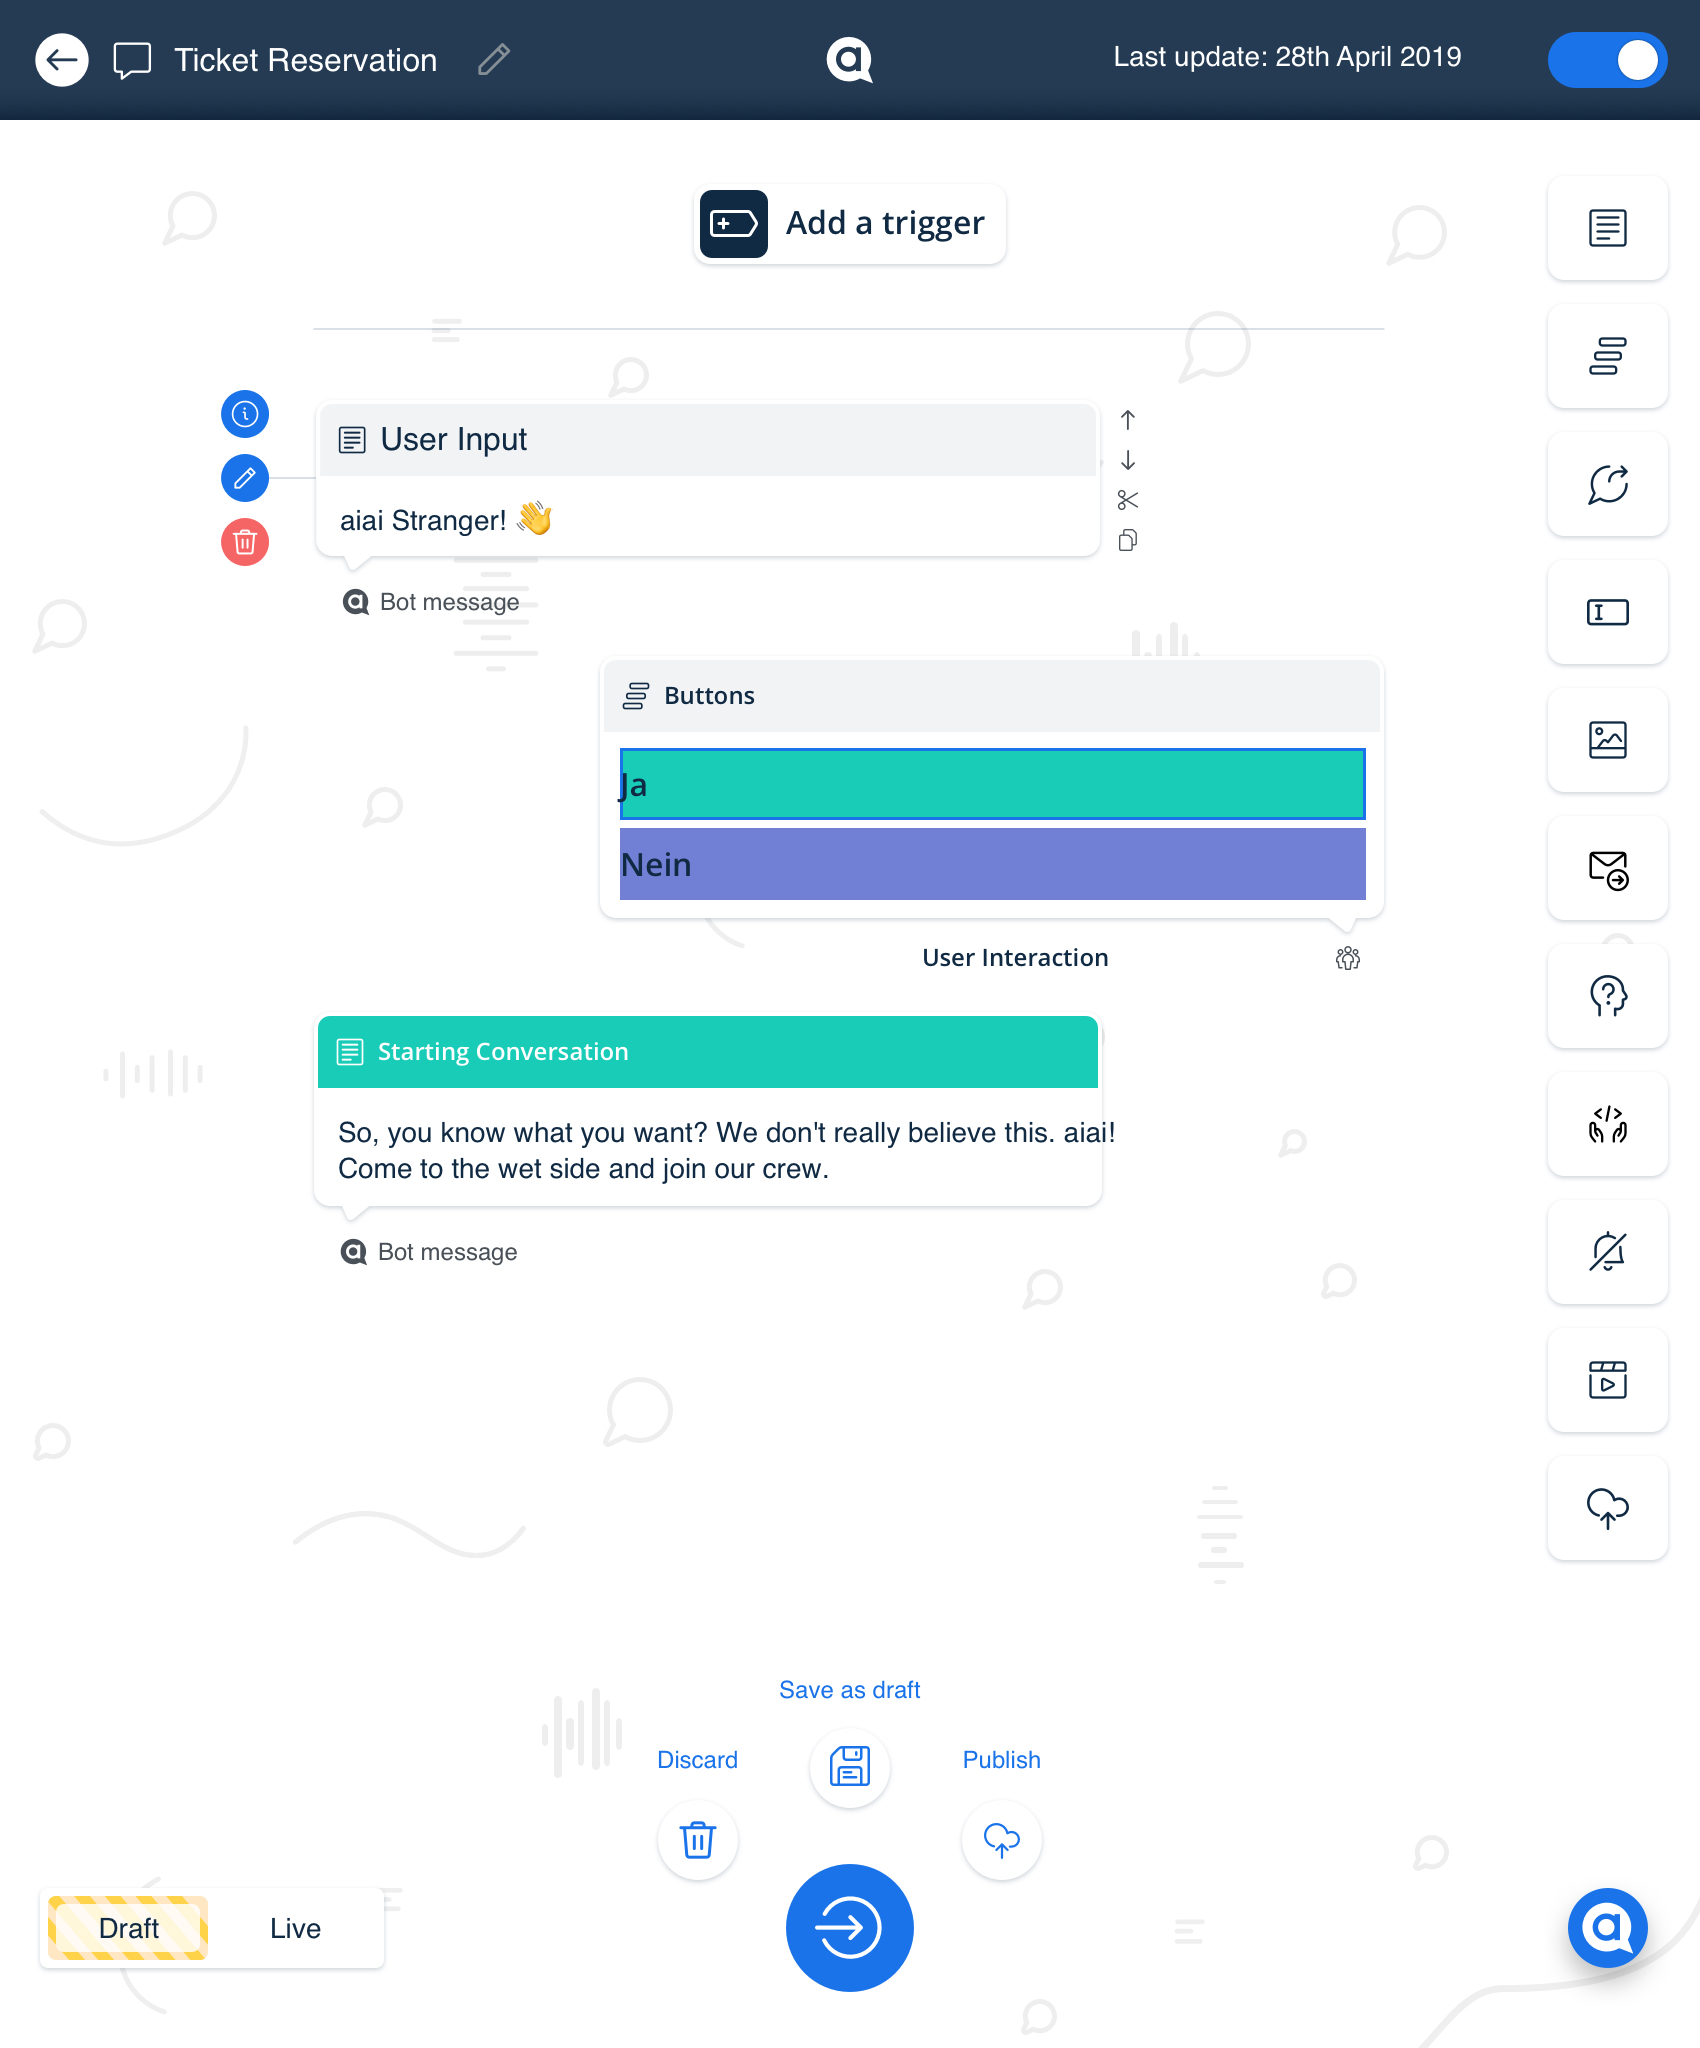 Ticket Reservation
Last update: 28th April 2019
Add a trigger
User Input
aiai Stranger! 👋
Bot message
Buttons
Ja
Nein
User Interaction
Starting Conversation
So, you know what you want? We don't really believe this. aiai!
Come to the wet side and join our crew.
Bot message
Save as draft
Discard
Publish
Draft
Live